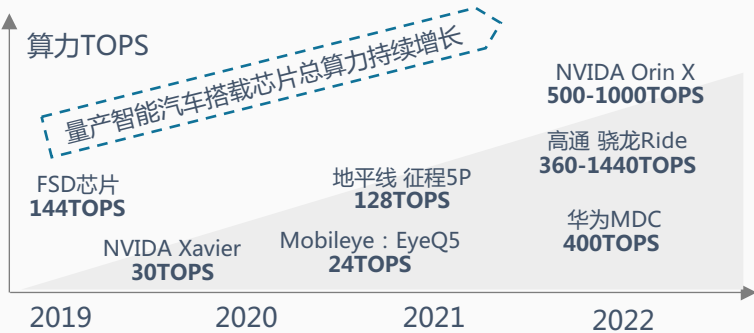 算力TOPS
量产智能汽车搭载芯片总算力持续增长
NVIDA Orin X
500-1000TOPS
高通 骁龙Ride
360-1440TOPS
地平线 征程5P
128TOPS
FSD芯片
144TOPS
华为MDC
400TOPS
Mobileye：EyeQ5
24TOPS
NVIDA Xavier
30TOPS
2019
2020
2021
2022